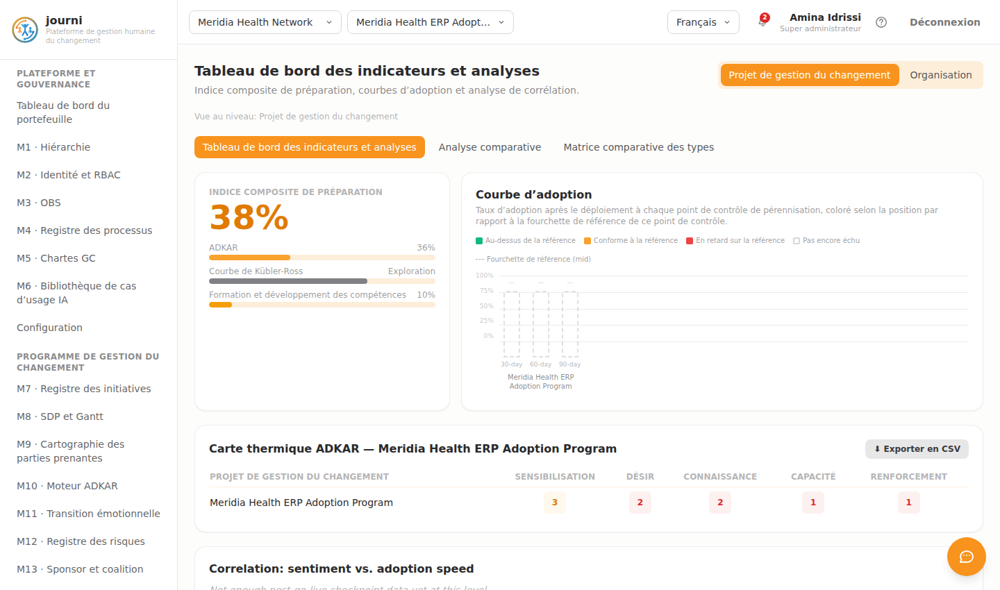 journi
Plateforme de gestion humaine
du changement
Meridia Health Network
Meridia Health ERP Adopt…
Français
2
Amina Idrissi
Super administrateur
Déconnexion
PLATEFORME ET
GOUVERNANCE
Tableau de bord du
portefeuille
M1 · Hiérarchie
M2 · Identité et RBAC
M3 · OBS
M4 · Registre des processus
M5 · Chartes GC
M6 · Bibliothèque de cas
d’usage IA
Configuration
PROGRAMME DE GESTION DU
CHANGEMENT
M7 · Registre des initiatives
M8 · SDP et Gantt
M9 · Cartographie des
parties prenantes
M10 · Moteur ADKAR
M11 · Transition émotionnelle
M12 · Registre des risques
M13 · Sponsor et coalition
Tableau de bord des indicateurs et analyses
Indice composite de préparation, courbes d’adoption et analyse de corrélation.
Projet de gestion du changement
Organisation
Vue au niveau: Projet de gestion du changement
Tableau de bord des indicateurs et analyses
Analyse comparative
Matrice comparative des types
INDICE COMPOSITE DE PRÉPARATION
38%
ADKAR 36%
Courbe de Kübler-Ross Exploration
Formation et développement des compétences 10%
Courbe d’adoption
Taux d’adoption après le déploiement à chaque point de contrôle de pérennisation, coloré selon la position par
rapport à la fourchette de référence de ce point de contrôle.
Au-dessus de la référence Conforme à la référence En retard sur la référence Pas encore échu
Fourchette de référence (mid)
100%
— — —
75%
50%
25%
0%
30-day 60-day 90-day
Meridia Health ERP
Adoption Program
Carte thermique ADKAR — Meridia Health ERP Adoption Program
⬇ Exporter en CSV
PROJET DE GESTION DU CHANGEMENT SENSIBILISATION DÉSIR CONNAISSANCE CAPACITÉ RENFORCEMENT
Meridia Health ERP Adoption Program 3 2 2 1 1
Correlation: sentiment vs. adoption speed
Not enough post-go-live checkpoint data yet at this level